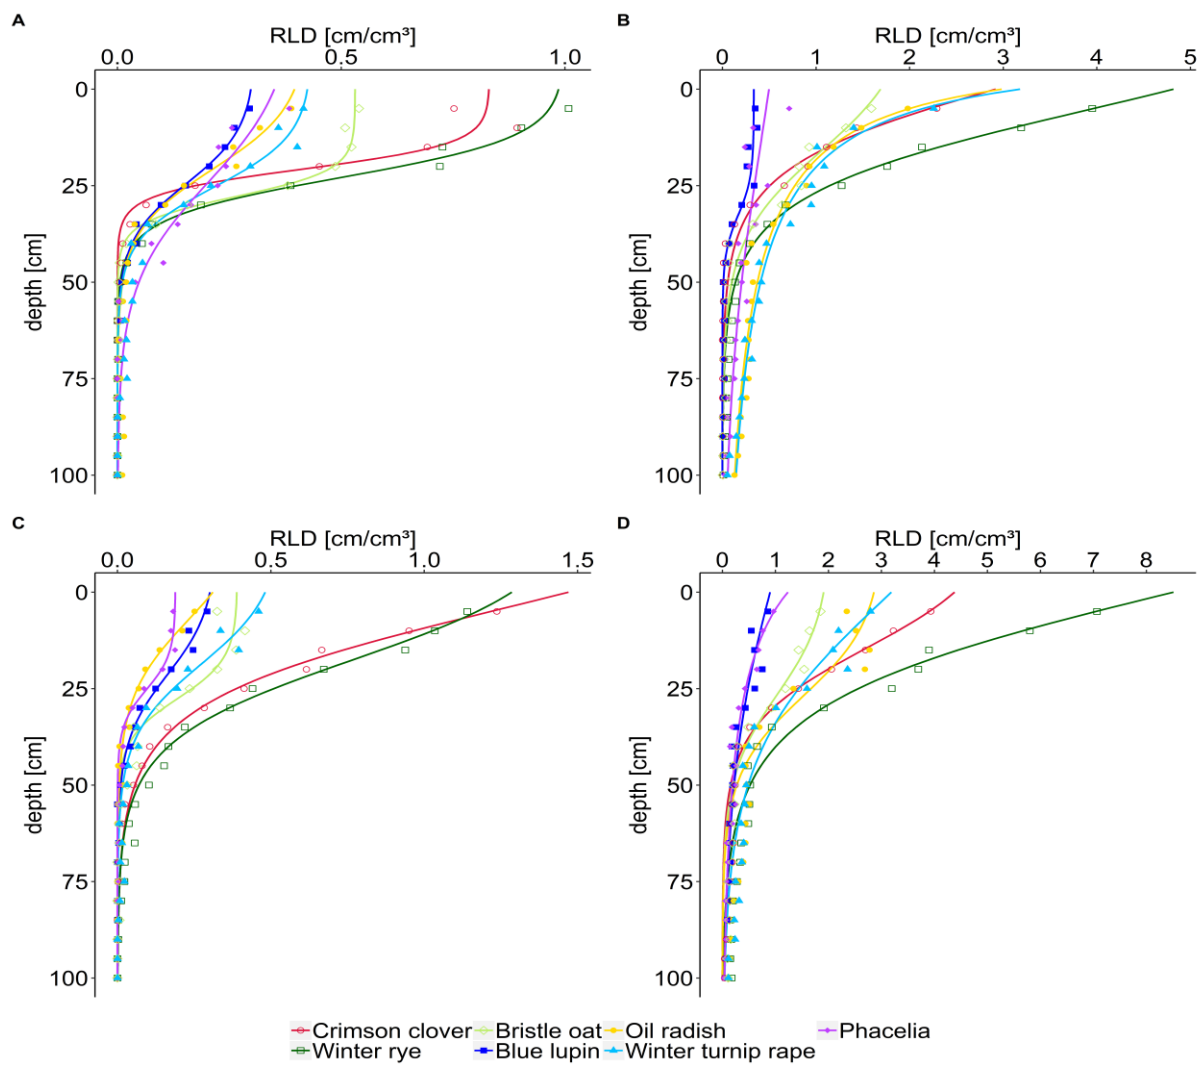 A
RLD [cm/cm³]
0.0 0.5 1.0
0
25
50
75
100
depth [cm]
B
RLD [cm/cm³]
0 1 2 3 4 5
0
25
50
75
100
depth [cm]
C
RLD [cm/cm³]
0.0 0.5 1.0 1.5
0
25
50
75
100
depth [cm]
D
RLD [cm/cm³]
0 1 2 3 4 5 6 7 8
0
25
50
75
100
depth [cm]
Crimson clover Bristle oat Oil radish Phacelia
Winter rye Blue lupin Winter turnip rape